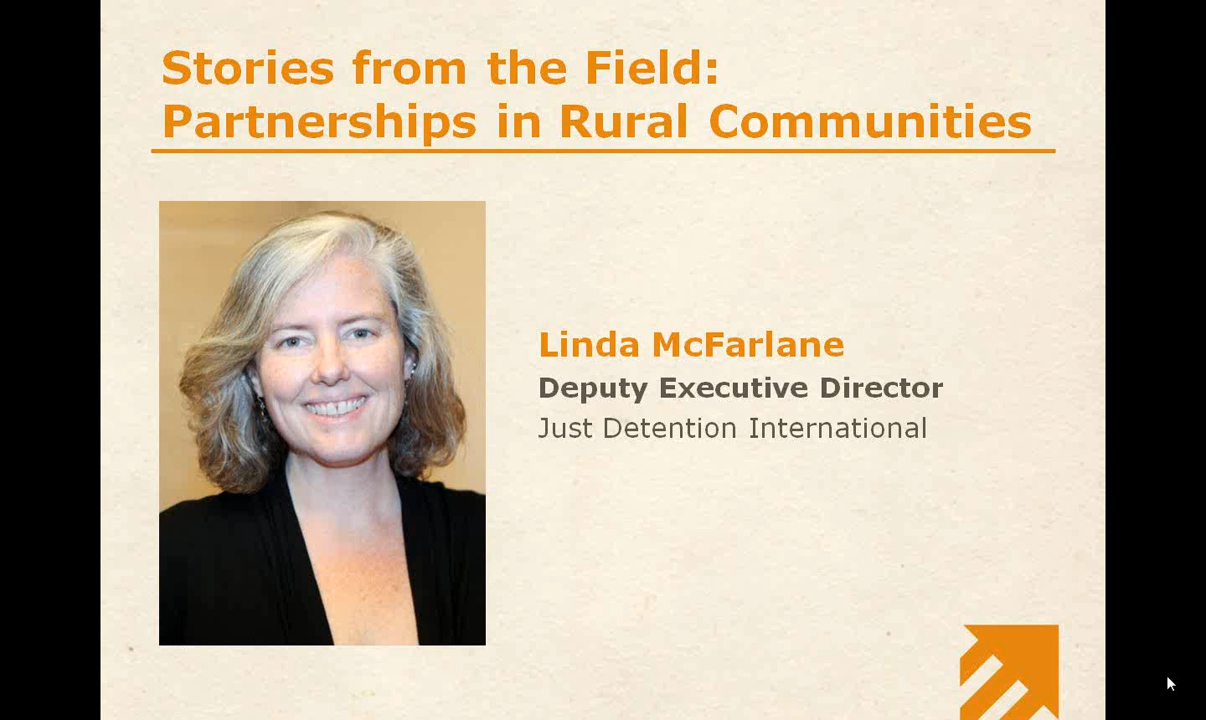 Stories from the Field:
Partnerships in Rural Communities
Linda McFarlane
Deputy Executive Director
Just Detention International